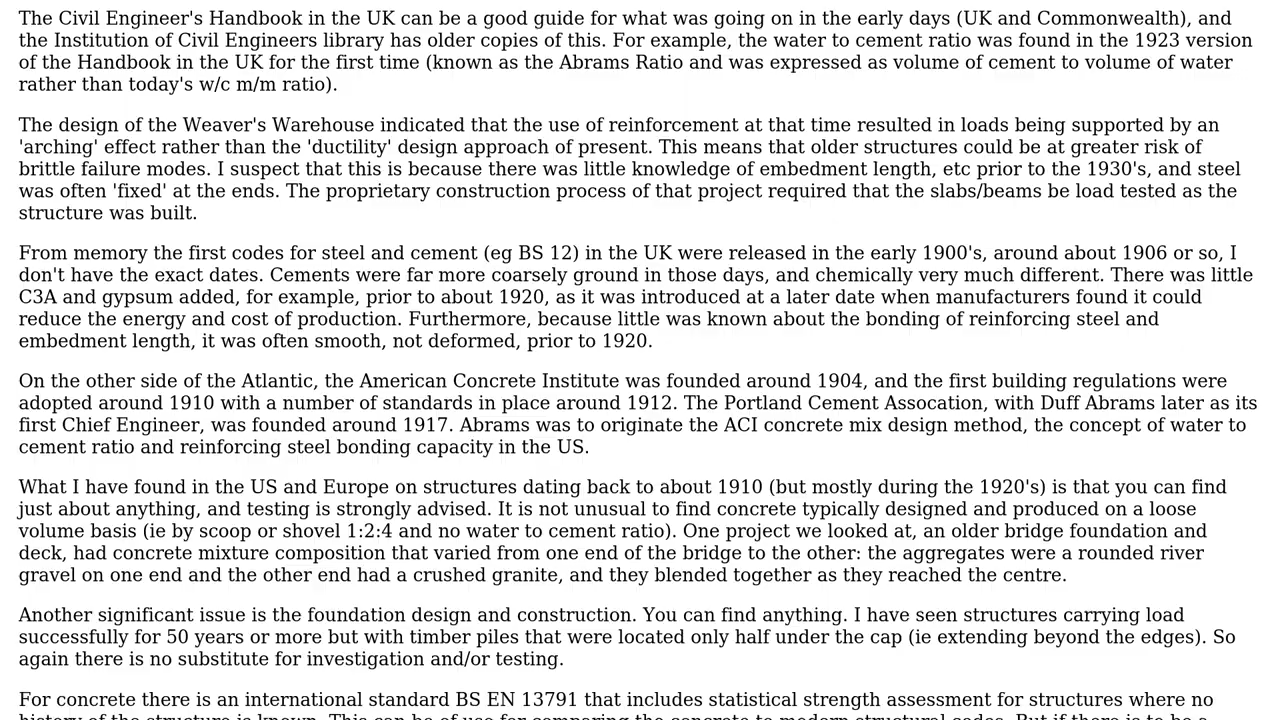 The Civil Engineer's Handbook in the UK can be a good guide for what was going on in the early days (UK and Commonwealth), and
the Institution of Civil Engineers library has older copies of this. For example, the water to cement ratio was found in the 1923 version
of the Handbook in the UK for the first time (known as the Abrams Ratio and was expressed as volume of cement to volume of water
rather than today's w/c m/m ratio).
The design of the Weaver's Warehouse indicated that the use of reinforcement at that time resulted in loads being supported by an
'arching' effect rather than the 'ductility' design approach of present. This means that older structures could be at greater risk of
brittle failure modes. I suspect that this is because there was little knowledge of embedment length, etc prior to the 1930's, and steel
was often 'fixed' at the ends. The proprietary construction process of that project required that the slabs/beams be load tested as the
structure was built.
From memory the first codes for steel and cement (eg BS 12) in the UK were released in the early 1900's, around about 1906 or so, I
don't have the exact dates. Cements were far more coarsely ground in those days, and chemically very much different. There was little
C3A and gypsum added, for example, prior to about 1920, as it was introduced at a later date when manufacturers found it could
reduce the energy and cost of production. Furthermore, because little was known about the bonding of reinforcing steel and
embedment length, it was often smooth, not deformed, prior to 1920.
On the other side of the Atlantic, the American Concrete Institute was founded around 1904, and the first building regulations were
adopted around 1910 with a number of standards in place around 1912. The Portland Cement Assocation, with Duff Abrams later as its
first Chief Engineer, was founded around 1917. Abrams was to originate the ACI concrete mix design method, the concept of water to
cement ratio and reinforcing steel bonding capacity in the US.
What I have found in the US and Europe on structures dating back to about 1910 (but mostly during the 1920's) is that you can find
just about anything, and testing is strongly advised. It is not unusual to find concrete typically designed and produced on a loose
volume basis (ie by scoop or shovel 1:2:4 and no water to cement ratio). One project we looked at, an older bridge foundation and
deck, had concrete mixture composition that varied from one end of the bridge to the other: the aggregates were a rounded river
gravel on one end and the other end had a crushed granite, and they blended together as they reached the centre.
Another significant issue is the foundation design and construction. You can find anything. I have seen structures carrying load
successfully for 50 years or more but with timber piles that were located only half under the cap (ie extending beyond the edges). So
again there is no substitute for investigation and/or testing.
For concrete there is an international standard BS EN 13791 that includes statistical strength assessment for structures where no
history of the structure is known. This can be of use for comparing the concrete to modern structural codes. But if there is to be a